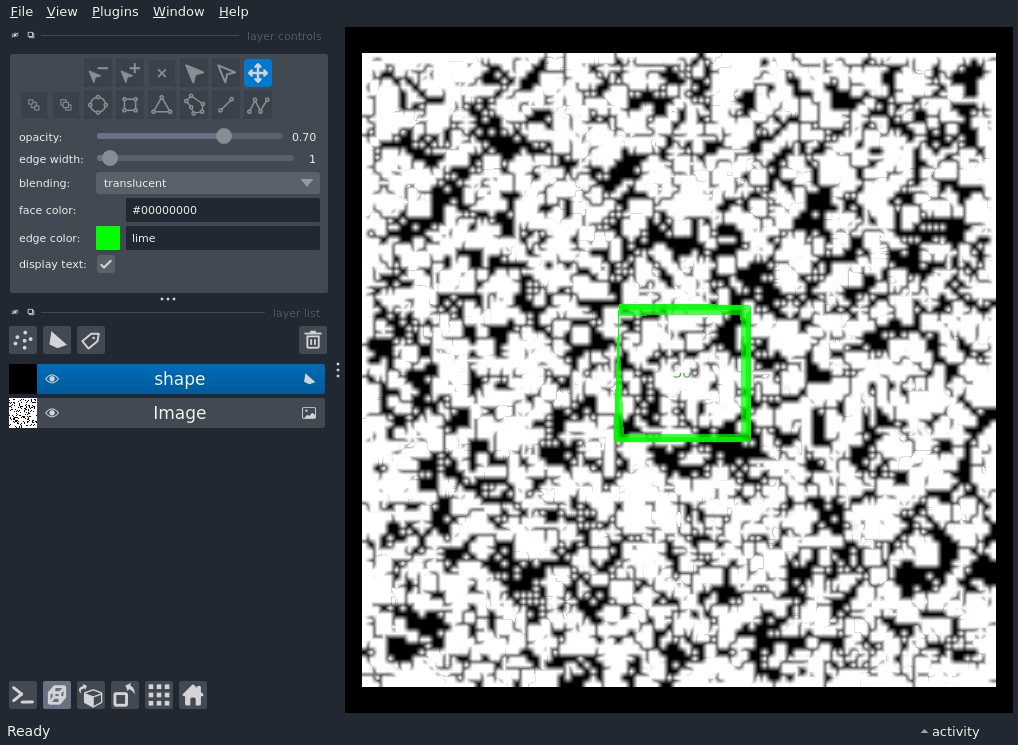 File View Plugins Window Help
layer controls
opacity: 0.70
edge width: 1
blending: translucent
face color: #00000000
edge color: lime
display text:
layer list
shape
Image
Ready
activity